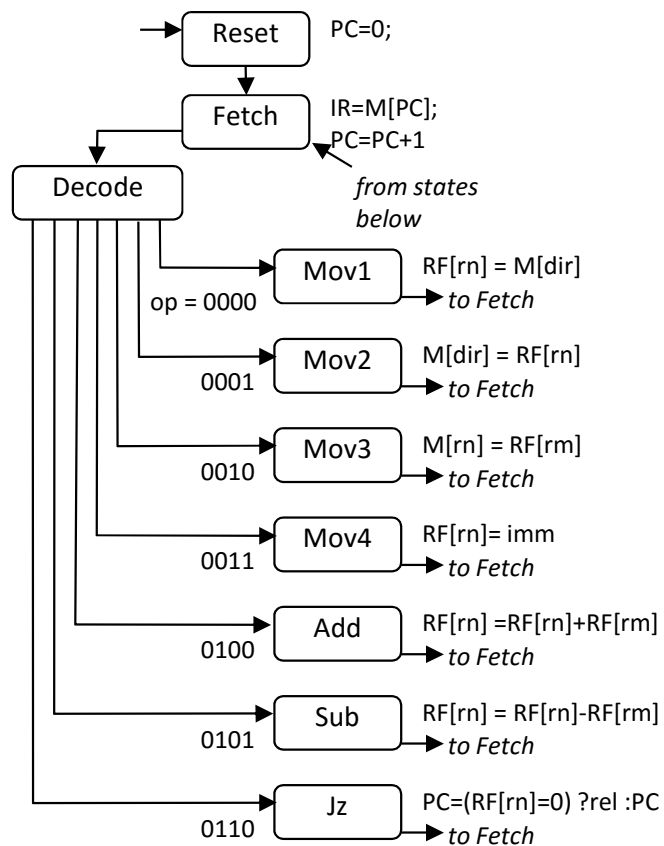 Reset PC=0;
Fetch IR=M[PC];
PC=PC+1
Decode
from states
below
Mov1 RF[rn] = M[dir]
op = 0000 to Fetch
Mov2 M[dir] = RF[rn]
0001 to Fetch
Mov3 M[rn] = RF[rm]
0010 to Fetch
Mov4 RF[rn]= imm
0011 to Fetch
Add RF[rn] =RF[rn]+RF[rm]
0100 to Fetch
Sub RF[rn] = RF[rn]-RF[rm]
0101 to Fetch
Jz PC=(RF[rn]=0) ?rel :PC
0110 to Fetch